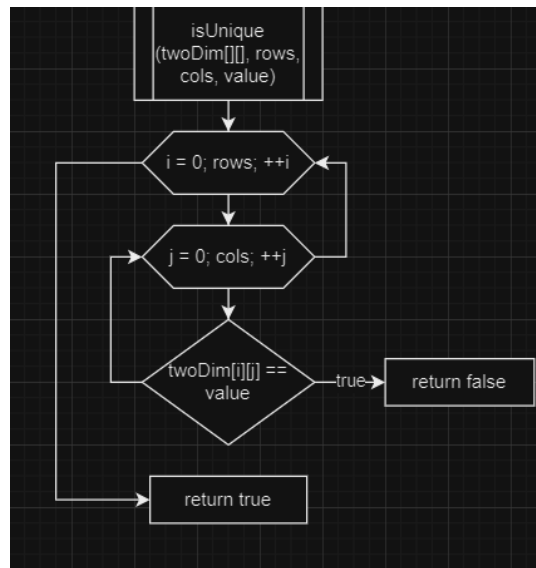 isUnique
(twoDim[][], rows,
cols, value)
i = 0; rows; ++i
j = 0; cols; ++j
twoDim[i][j] ==
value
true
return false
return true